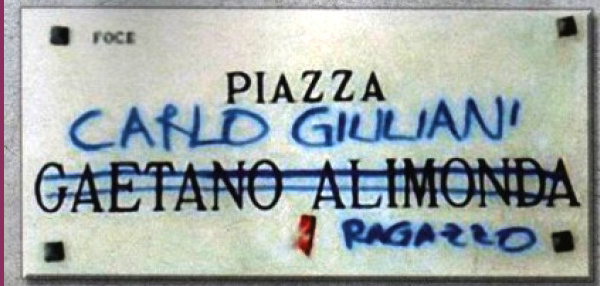 FOCE
PIAZZA
CARLO GIULIANI
GAETANO ALIMONDA
RAGAZZO